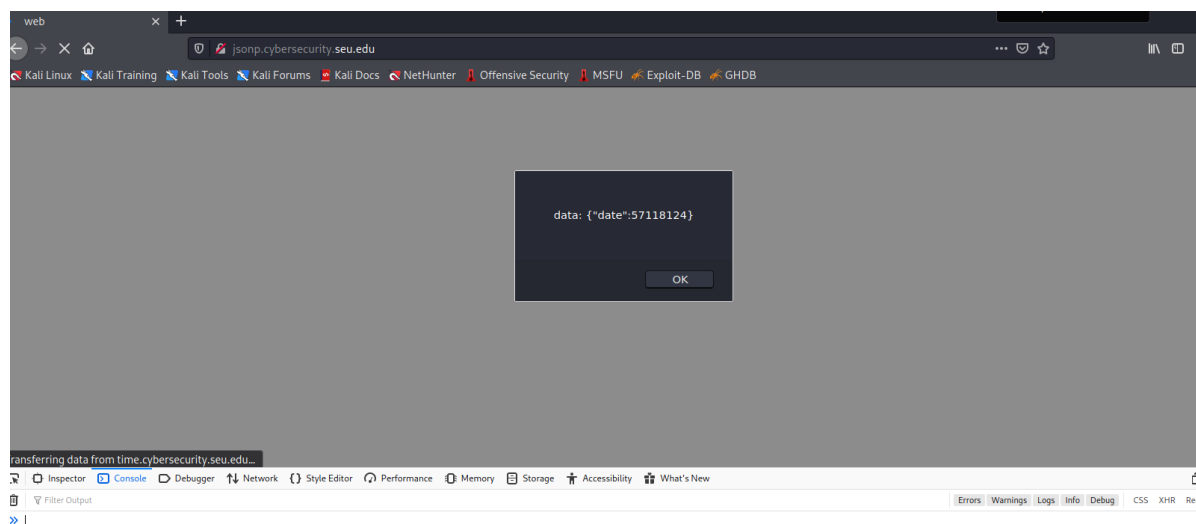 web
jsonp.cybersecurity.seu.edu
Kali Linux Kali Training Kali Tools Kali Forums Kali Docs NetHunter Offensive Security MSFU Exploit-DB GHDB
data: {"date":57118124}
OK
ransferring data from time.cybersecurity.seu.edu...
Inspector Console Debugger Network {} Style Editor Performance Memory Storage Accessibility What's New
Filter Output Errors Warnings Logs Info Debug CSS XHR Re